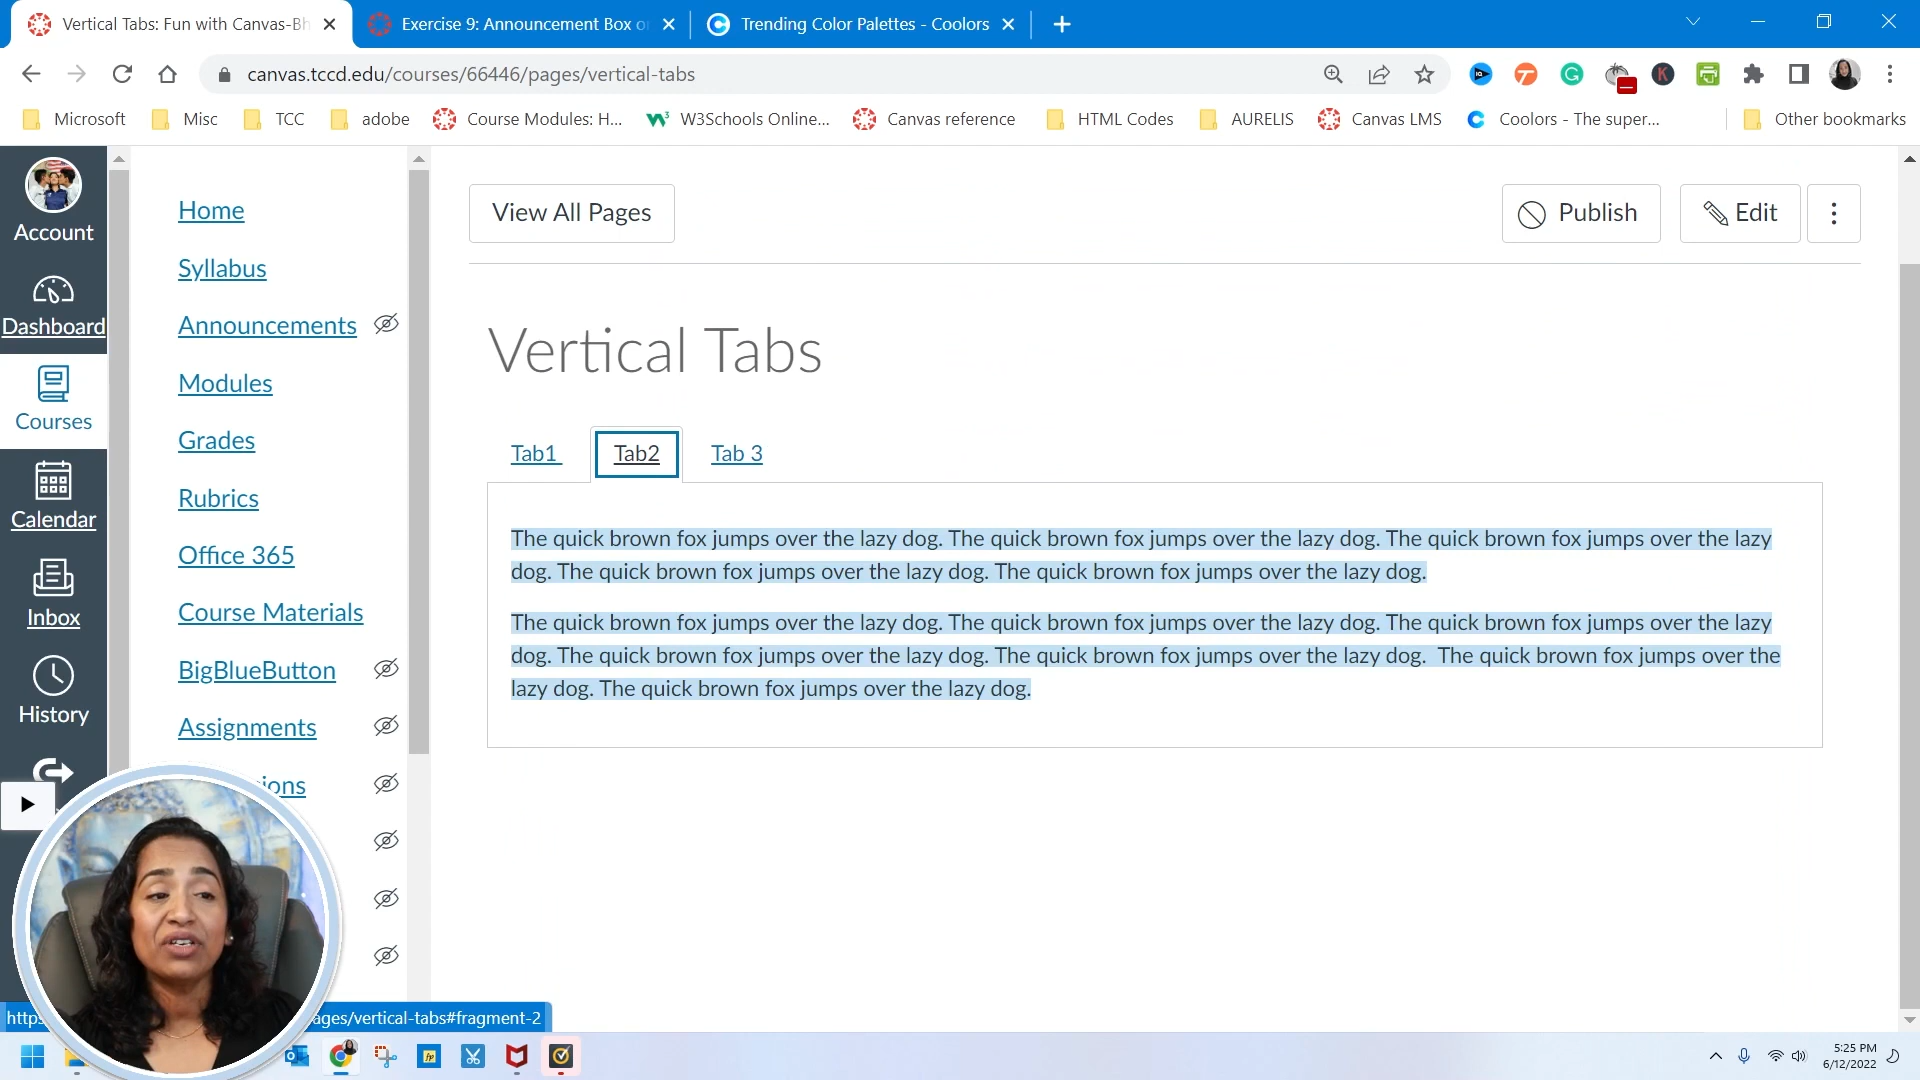 Vertical Tabs: Fun with Canvas-Bh
Exercise 9: Announcement Box o
Trending Color Palettes - Coolors
canvas.tccd.edu/courses/66446/pages/vertical-tabs
Microsoft
Misc
TCC
adobe
Course Modules: H...
W3Schools Online...
Canvas reference
HTML Codes
AURELIS
Canvas LMS
Coolors - The super...
Other bookmarks
Account
Dashboard
Courses
Calendar
Inbox
History
Home
Syllabus
Announcements
Modules
Grades
Rubrics
Office 365
Course Materials
BigBlueButton
Assignments
ions
View All Pages
Publish
Edit
Vertical Tabs
Tab1
Tab2
Tab 3
The quick brown fox jumps over the lazy dog. The quick brown fox jumps over the lazy dog. The quick brown fox jumps over the lazy
dog. The quick brown fox jumps over the lazy dog. The quick brown fox jumps over the lazy dog.
The quick brown fox jumps over the lazy dog. The quick brown fox jumps over the lazy dog. The quick brown fox jumps over the lazy
dog. The quick brown fox jumps over the lazy dog. The quick brown fox jumps over the lazy dog.  The quick brown fox jumps over the
lazy dog. The quick brown fox jumps over the lazy dog.
https
ages/vertical-tabs#fragment-2
5:25 PM
6/12/2022